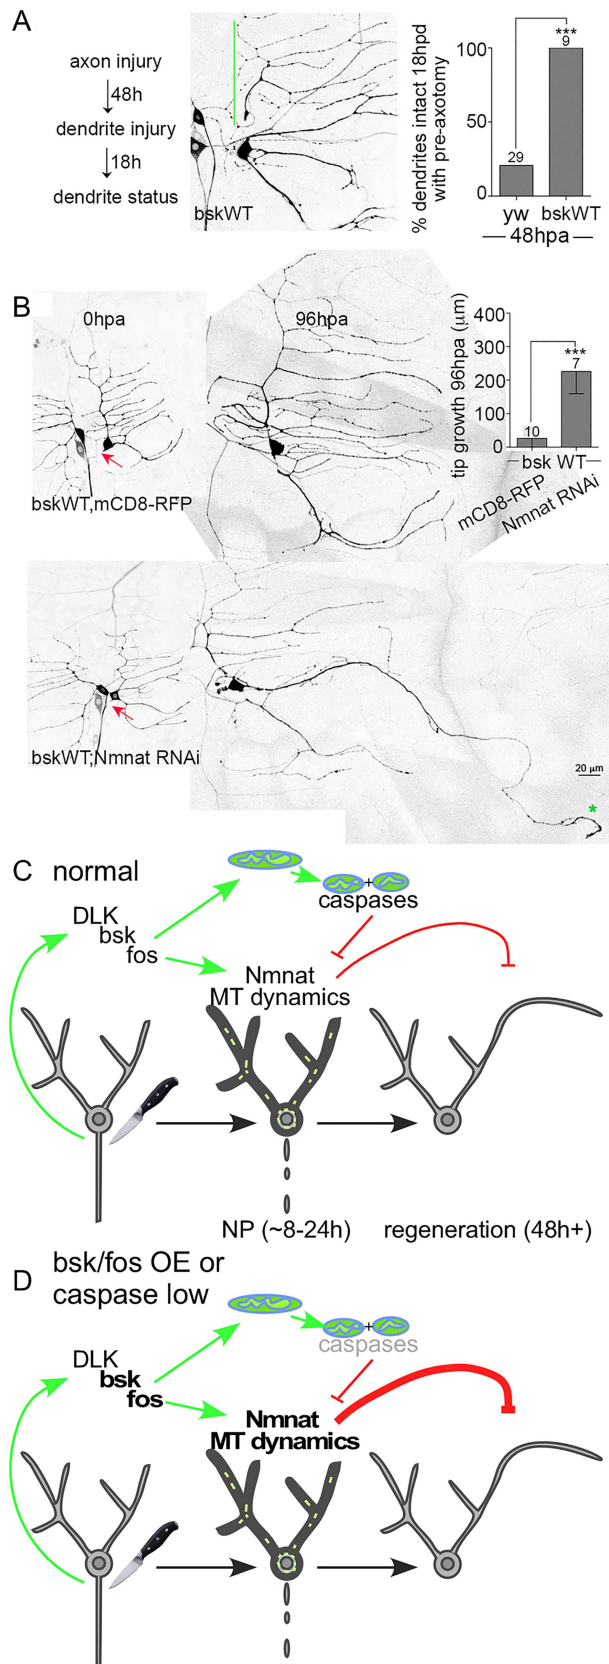 A
axon injury
48h
dendrite injury
18h
dendrite status
bskWT
% dendrites intact 18hpd
with pre-axotomy
100
50
0
29
***
9
yw
bskWT
48hpa
B
0hpa
96hpa
bskWT,mCD8-RFP
tip growth 96hpa (μm)
400
300
200
100
0
10
***
7
bsk WT
mCD8-RFP
Nmnat RNAi
bskWT;Nmnat RNAi
20 μm
*
C normal
DLK
bsk
fos
+
caspases
Nmnat
MT dynamics
NP (~8-24h)
regeneration (48h+)
D bsk/fos OE or
caspase low
DLK
bsk
fos
+
caspases
Nmnat
MT dynamics